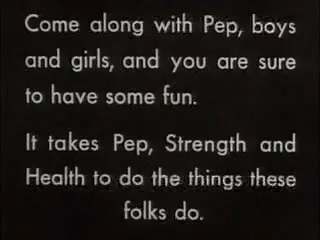 Come along with Pep, boys
and girls, and you are sure
to have some fun.
It takes Pep, Strength and
Health to do the things these
folks do.